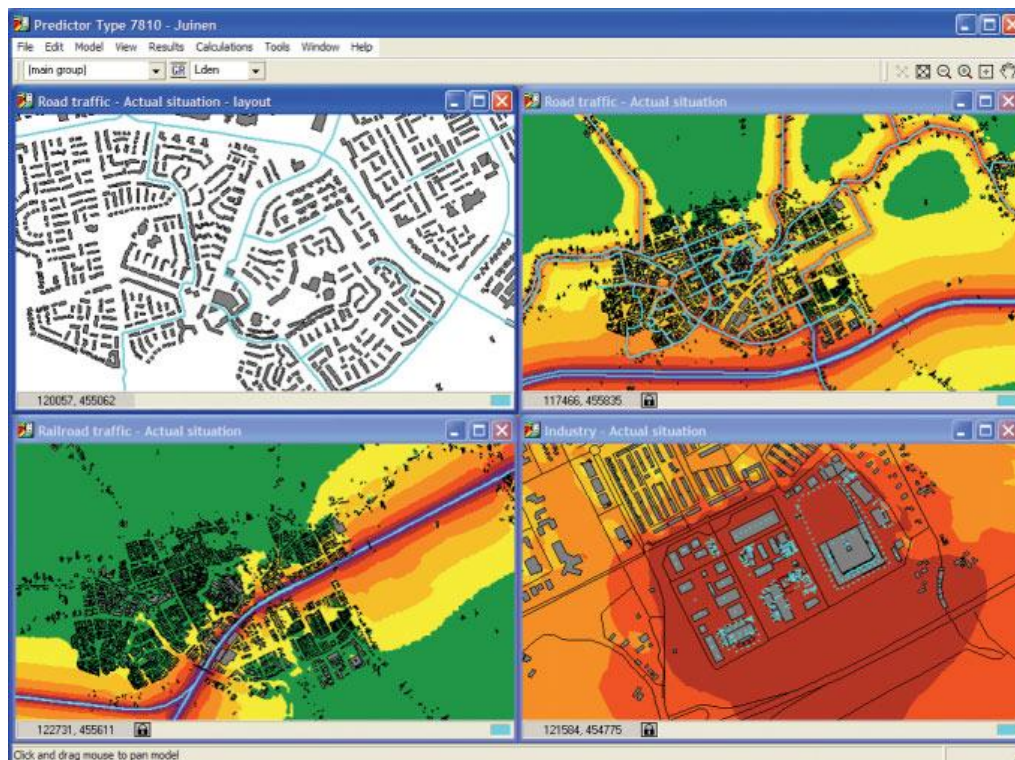 Predictor Type 7810 - Juinen
File Edit Model View Results Calculations Tools Window Help
(main group) GR Lden
Road traffic - Actual situation - layout
120057, 455062
Road traffic - Actual situation
117466, 455835
Railroad traffic - Actual situation
122731, 455611
Industry - Actual situation
121584, 454775
Click and drag mouse to pan model